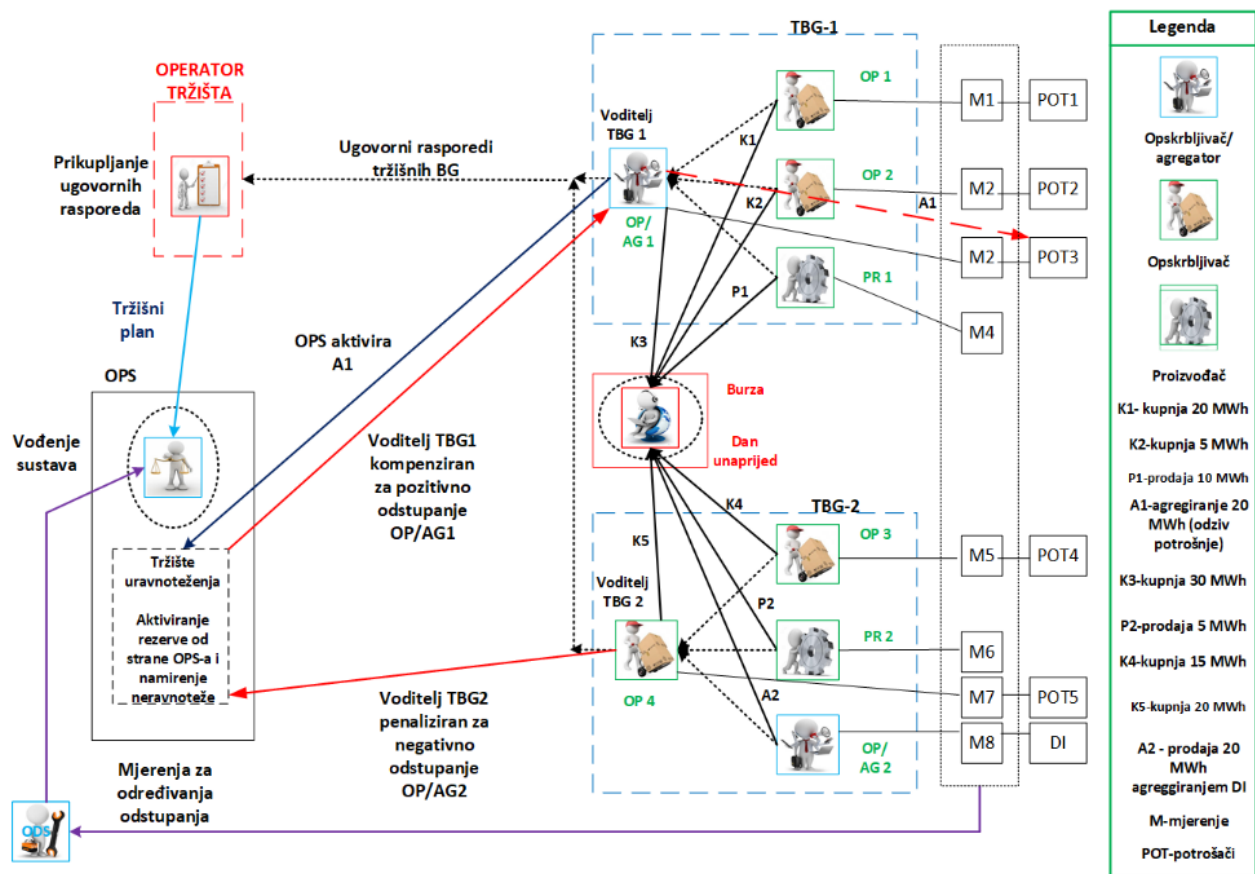 TBG-1
OPERATOR
TRŽIŠTA
Prikupljanje
ugovornih
rasporeda
Ugovorni rasporedi
tržišnih BG
Voditelj
TBG 1
OP/
AG 1
OP 1
OP 2
PR 1
K1
K2
P1
K3
A1
M1
POT1
M2
POT2
M2
POT3
M4
Tržišni
plan
OPS aktivira
A1
OPS
Vođenje
sustava
Voditelj TBG1
kompenziran
za pozitivno
odstupanje
OP/AG1
Burza
Dan
unaprijed
Tržište
uravnoteženja
Aktiviranje
rezerve od
strane OPS-a i
namirenje
neravnoteže
TBG-2
K4
K5
P2
A2
Voditelj
TBG 2
OP 4
OP 3
PR 2
OP/
AG 2
M5
POT4
M6
M7
POT5
M8
DI
Voditelj TBG2
penaliziran za
negativno
odstupanje
OP/AG2
Mjerenja za
određivanja
odstupanja
ODS
Legenda
Opskrbljivač/
agregator
Opskrbljivač
Proizvođač
K1- kupnja 20 MWh
K2-kupnja 5 MWh
P1-prodaja 10 MWh
A1-agregiranje 20
MWh (odziv
potrošnje)
K3-kupnja 30 MWh
P2-prodaja 5 MWh
K4-kupnja 15 MWh
K5-kupnja 20 MWh
A2 - prodaja 20
MWh
agreggiranjem DI
M-mjerenje
POT-potrošači